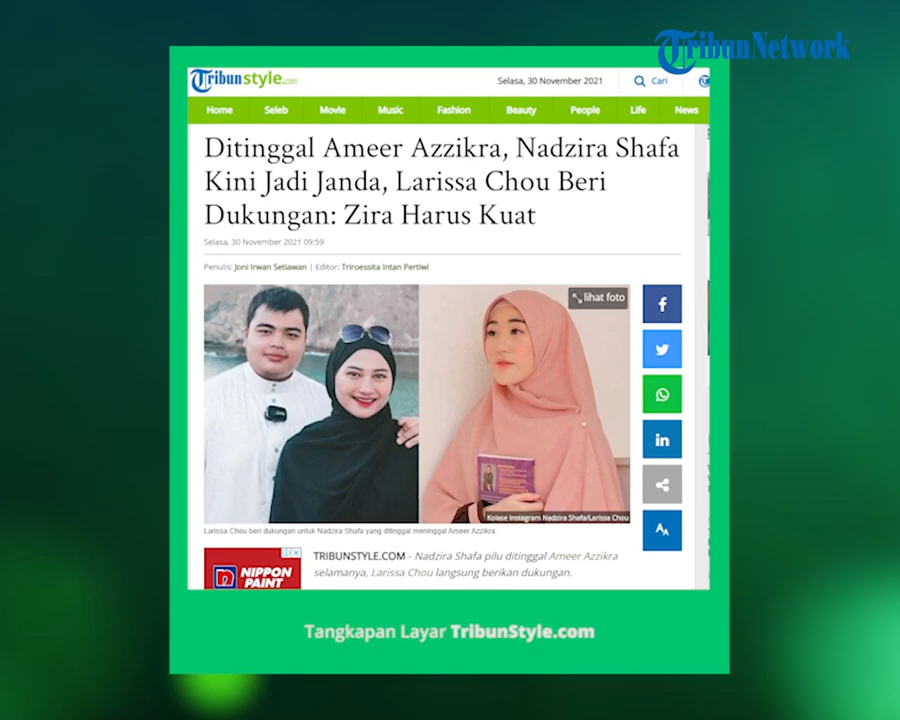 TribunNetwork
Tribunstyle.com
Selasa, 30 November 2021
Cari
Home Seleb Movie Music Fashion Beauty People Life News
Ditinggal Ameer Azzikra, Nadzira Shafa
Kini Jadi Janda, Larissa Chou Beri
Dukungan: Zira Harus Kuat
Selasa, 30 November 2021 09:59
Penulis: Joni Irwan Setiawan | Editor: Triroessita Intan Pertiwi
lihat foto
Kolase Instagram Nadzira Shafa/Larissa Chou
Larissa Chou beri dukungan untuk Nadzira Shafa yang ditinggal meninggal Ameer Azzikra.
NIPPON
PAINT
TRIBUNSTYLE.COM - Nadzira Shafa pilu ditinggal Ameer Azzikra
selamanya, Larissa Chou langsung berikan dukungan.
Tangkapan Layar TribunStyle.com